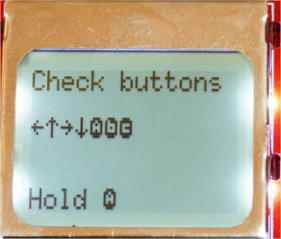 Check buttons
←↑→↓ABC
Hold A